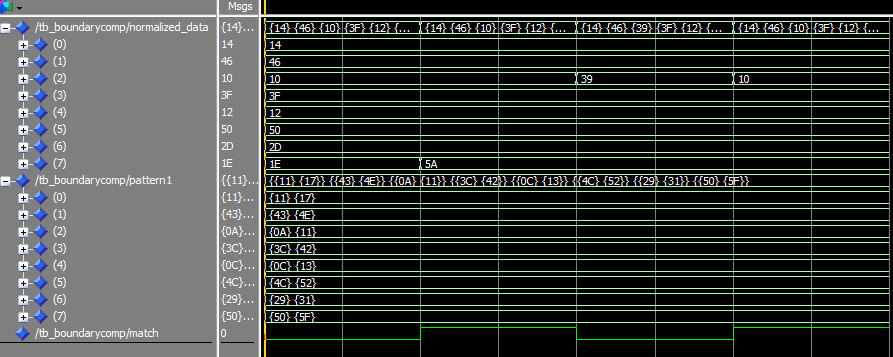 Msgs
/tb_boundarycomp/normalized_data {14}... {14} {46} {10} {3F} {12} {... {14} {46} {10} {3F} {12} {... {14} {46} {39} {3F} {12} {... {14} {46} {10} {3F} {12} {...
(0) 14 14
(1) 46 46
(2) 10 10 39 10
(3) 3F 3F
(4) 12 12
(5) 50 50
(6) 2D 2D
(7) 1E 1E 5A
/tb_boundarycomp/pattern1 {{11}... {{11} {17}} {{43} {4E}} {{0A} {11}} {{3C} {42}} {{0C} {13}} {{4C} {52}} {{29} {31}} {{50} {5F}}
(0) {11}... {11} {17}
(1) {43}... {43} {4E}
(2) {0A}... {0A} {11}
(3) {3C}... {3C} {42}
(4) {0C}... {0C} {13}
(5) {4C}... {4C} {52}
(6) {29}... {29} {31}
(7) {50}... {50} {5F}
/tb_boundarycomp/match 0